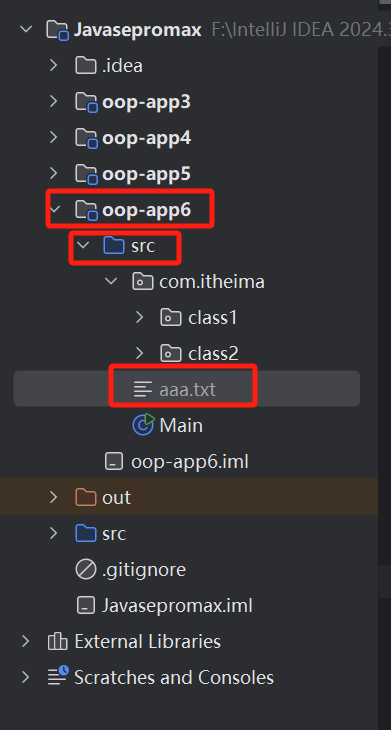 Javasepromax F:\IntelliJ IDEA 2024.
.idea
oop-app3
oop-app4
oop-app5
oop-app6
src
com.itheima
class1
class2
aaa.txt
Main
oop-app6.iml
out
src
.gitignore
Javasepromax.iml
External Libraries
Scratches and Consoles